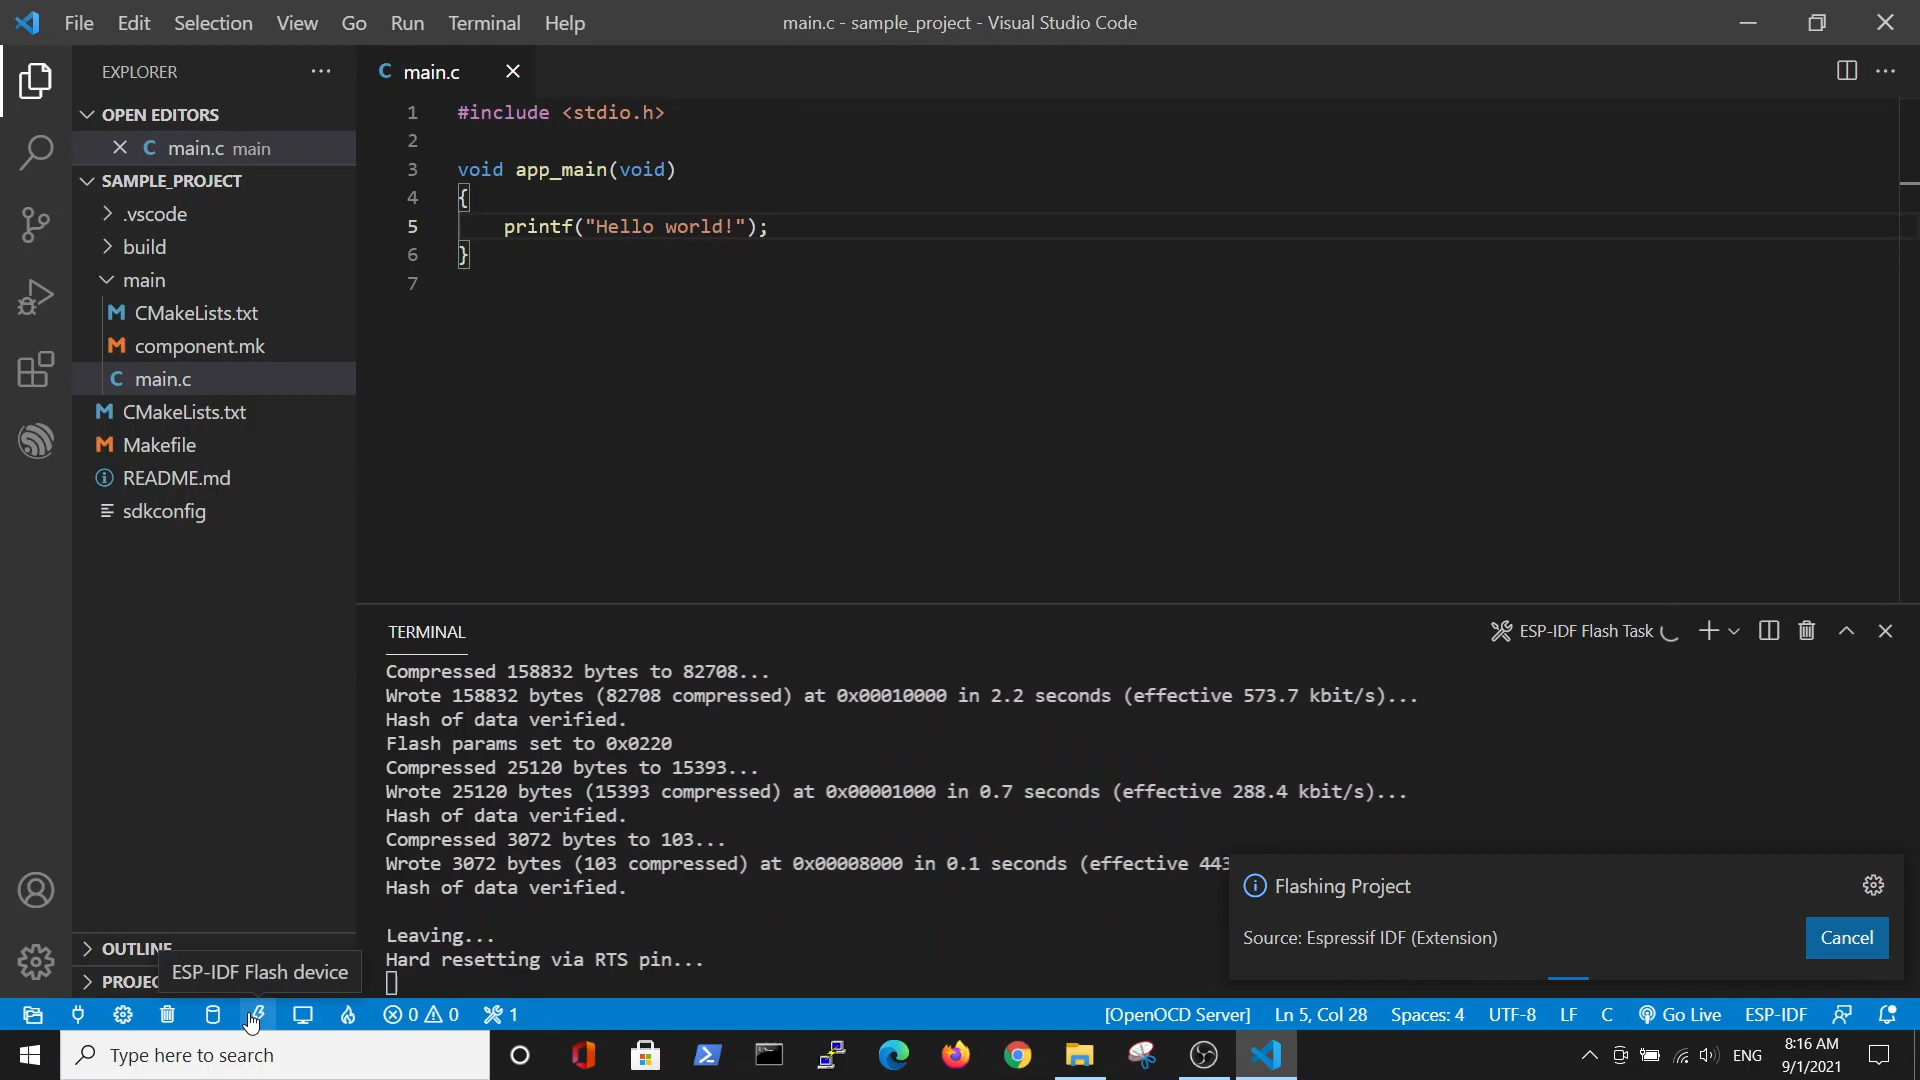 File Edit Selection View Go Run Terminal Help
main.c - sample_project - Visual Studio Code
EXPLORER
OPEN EDITORS
C main.c main
SAMPLE_PROJECT
.vscode
build
main
M CMakeLists.txt
M component.mk
C main.c
M CMakeLists.txt
M Makefile
README.md
sdkconfig
OUTLINE
PROJEC
ESP-IDF Flash device
C main.c
1 #include <stdio.h>
2
3 void app_main(void)
4 {
5 printf("Hello world!");
6 }
7
TERMINAL
ESP-IDF Flash Task
Compressed 158832 bytes to 82708...
Wrote 158832 bytes (82708 compressed) at 0x00010000 in 2.2 seconds (effective 573.7 kbit/s)...
Hash of data verified.
Flash params set to 0x0220
Compressed 25120 bytes to 15393...
Wrote 25120 bytes (15393 compressed) at 0x00001000 in 0.7 seconds (effective 288.4 kbit/s)...
Hash of data verified.
Compressed 3072 bytes to 103...
Wrote 3072 bytes (103 compressed) at 0x00008000 in 0.1 seconds (effective 443
Hash of data verified.
Leaving...
Hard resetting via RTS pin...
Flashing Project
Source: Espressif IDF (Extension)
Cancel
0 0 1
[OpenOCD Server] Ln 5, Col 28 Spaces: 4 UTF-8 LF C Go Live ESP-IDF
Type here to search
ENG
8:16 AM
9/1/2021